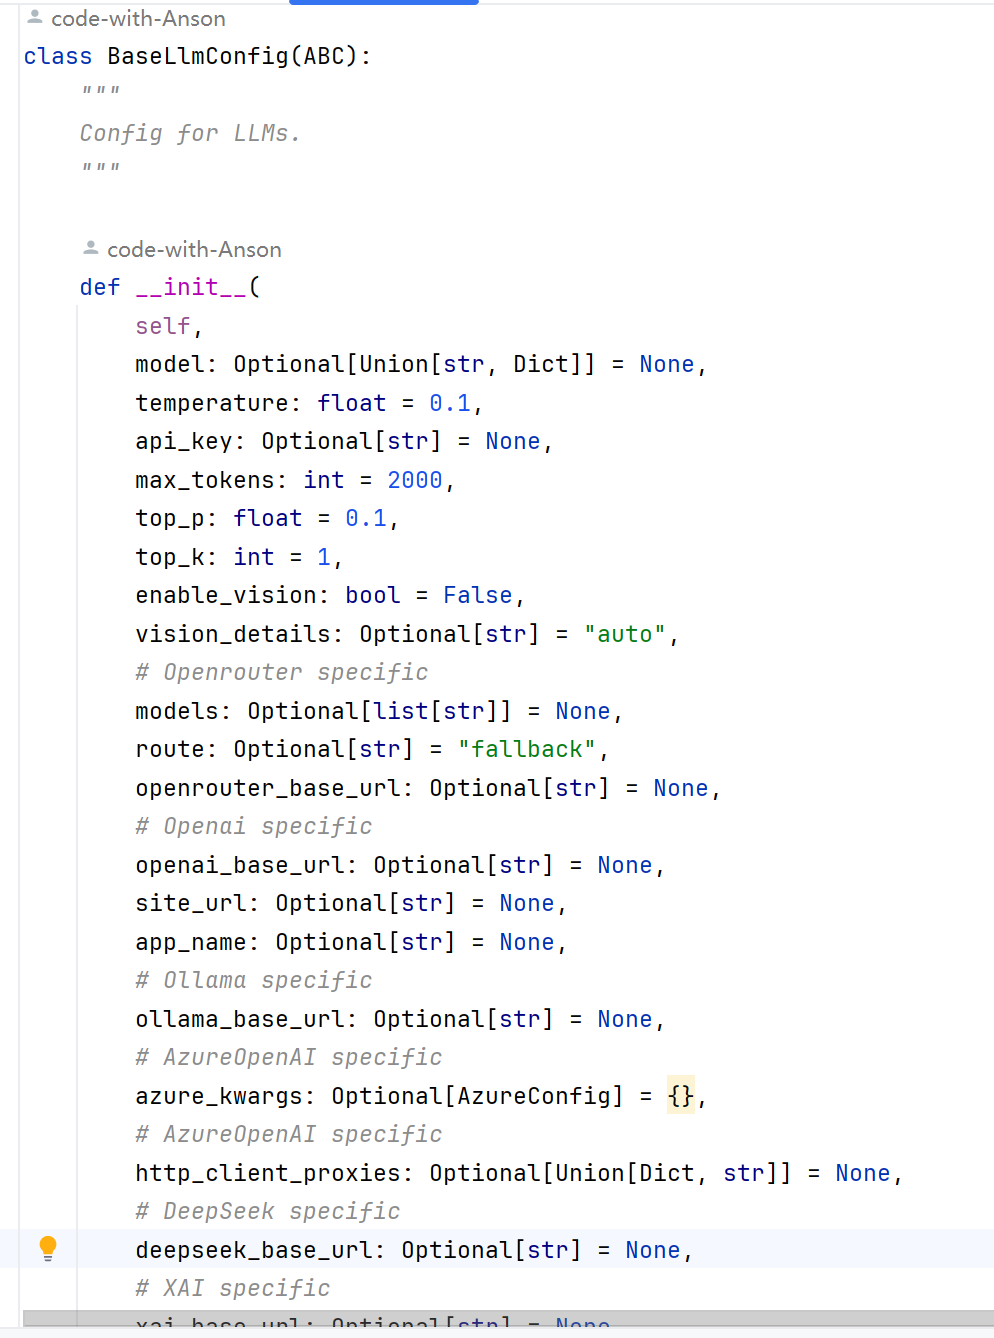 code-with-Anson
class BaseLlmConfig(ABC):
"""
Config for LLMs.
"""
code-with-Anson
def __init__(
self,
model: Optional[Union[str, Dict]] = None,
temperature: float = 0.1,
api_key: Optional[str] = None,
max_tokens: int = 2000,
top_p: float = 0.1,
top_k: int = 1,
enable_vision: bool = False,
vision_details: Optional[str] = "auto",
# Openrouter specific
models: Optional[list[str]] = None,
route: Optional[str] = "fallback",
openrouter_base_url: Optional[str] = None,
# Openai specific
openai_base_url: Optional[str] = None,
site_url: Optional[str] = None,
app_name: Optional[str] = None,
# Ollama specific
ollama_base_url: Optional[str] = None,
# AzureOpenAI specific
azure_kwargs: Optional[AzureConfig] = {},
# AzureOpenAI specific
http_client_proxies: Optional[Union[Dict, str]] = None,
# DeepSeek specific
deepseek_base_url: Optional[str] = None,
# XAI specific
xai_base_url: Optional[str] = None